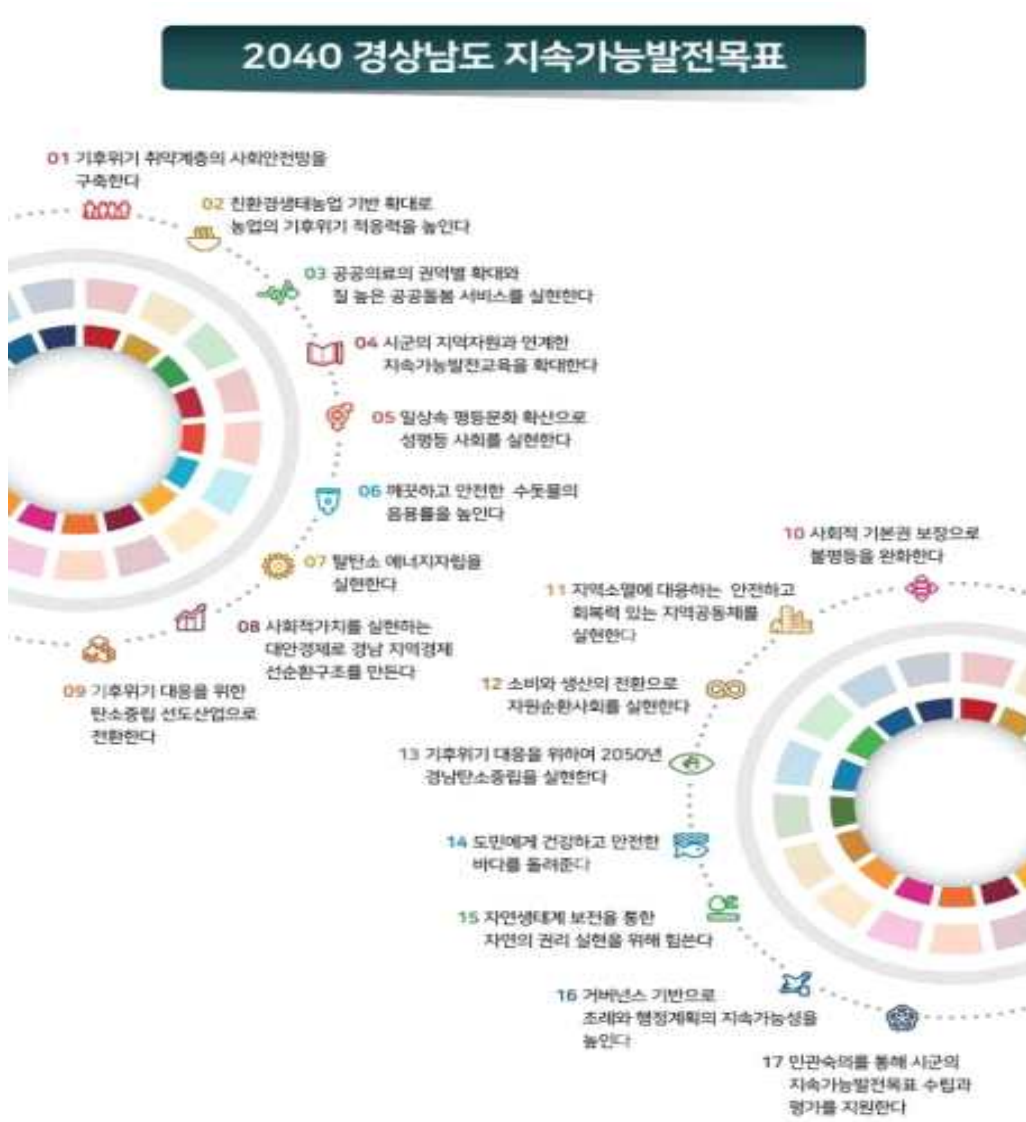 2040 경상남도 지속가능발전목표
01 기후위기 취약계층의 사회안전망을
구축한다
02 친환경생태농업 기반 확대로
농업의 기후위기 적응력을 높인다
03 공공의료의 권역별 확대와
질 높은 공공돌봄 서비스를 실현한다
04 시군의 지역자원과 연계한
지속가능발전교육을 확대한다
05 일상속 평등문화 확산으로
성평등 사회를 실현한다
06 깨끗하고 안전한 수돗물의
음용률을 높인다
07 탈탄소 에너지자립을
실현한다
08 사회적가치를 실현하는
대안경제로 경남 지역경제
선순환구조를 만든다
09 기후위기 대응을 위한
탄소중립 선도산업으로
전환한다
10 사회적 기본권 보장으로
불평등을 완화한다
11 지역소멸에 대응하는 안전하고
회복력 있는 지역공동체를
실현한다
12 소비와 생산의 전환으로
자원순환사회를 실현한다
13 기후위기 대응을 위하여 2050년
경남탄소중립을 실현한다
14 도민에게 건강하고 안전한
바다를 돌려준다
15 자연생태계 보전을 통한
자연의 권리 실현을 위해 힘쓴다
16 거버넌스 기반으로
조례와 행정계획의 지속가능성을
높인다
17 민관숙의를 통해 시군의
지속가능발전목표 수립과
평가를 지원한다